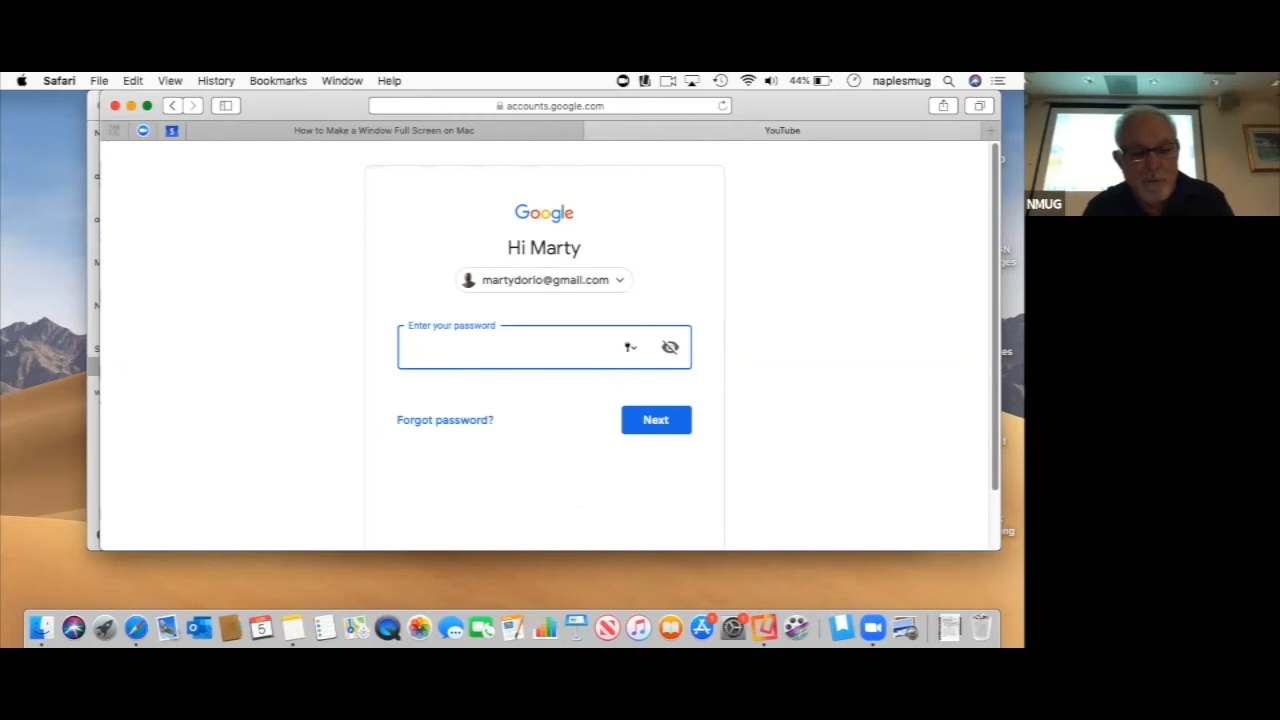 Safari File Edit View History Bookmarks Window Help 44% naplesmug
accounts.google.com
How to Make a Window Full Screen on Mac YouTube
Google
Hi Marty
martydorio@gmail.com
Enter your password
Forgot password? Next
NMUG
5